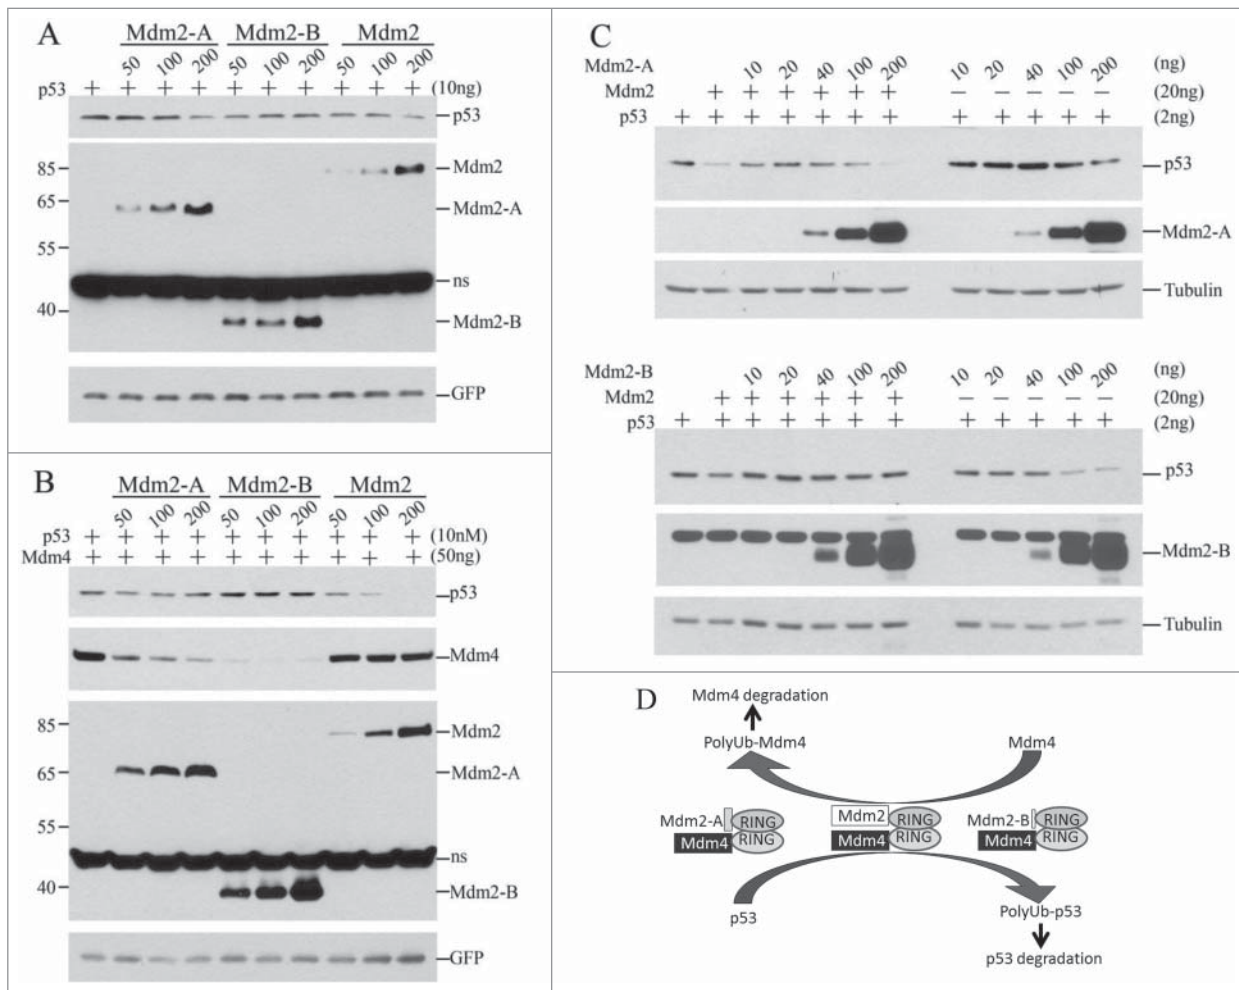 A
Mdm2-A Mdm2-B Mdm2
50 100 200 50 100 200 50 100 200
p53 + + + + + + + + + + (10ng)
p53
85 Mdm2
65 Mdm2-A
55
ns
40
Mdm2-B
GFP
B
Mdm2-A Mdm2-B Mdm2
50 100 200 50 100 200 50 100 200
p53 + + + + + + + + + + (10nM)
Mdm4 + + + + + + + + + + (50ng)
p53
Mdm4
85 Mdm2
65 Mdm2-A
55
ns
40 Mdm2-B
GFP
C
Mdm2-A 10 20 40 100 200 10 20 40 100 200 (ng)
Mdm2 + + + + + + − − − − − (20ng)
p53 + + + + + + + + + + + + (2ng)
p53
Mdm2-A
Tubulin
Mdm2-B 10 20 40 100 200 10 20 40 100 200 (ng)
Mdm2 + + + + + + − − − − − (20ng)
p53 + + + + + + + + + + + + (2ng)
p53
Mdm2-B
Tubulin
D
Mdm4 degradation
PolyUb-Mdm4 Mdm4
Mdm2-A RING Mdm2 RING Mdm2-B RING
Mdm4 RING Mdm4 RING Mdm4 RING
p53 PolyUb-p53
p53 degradation